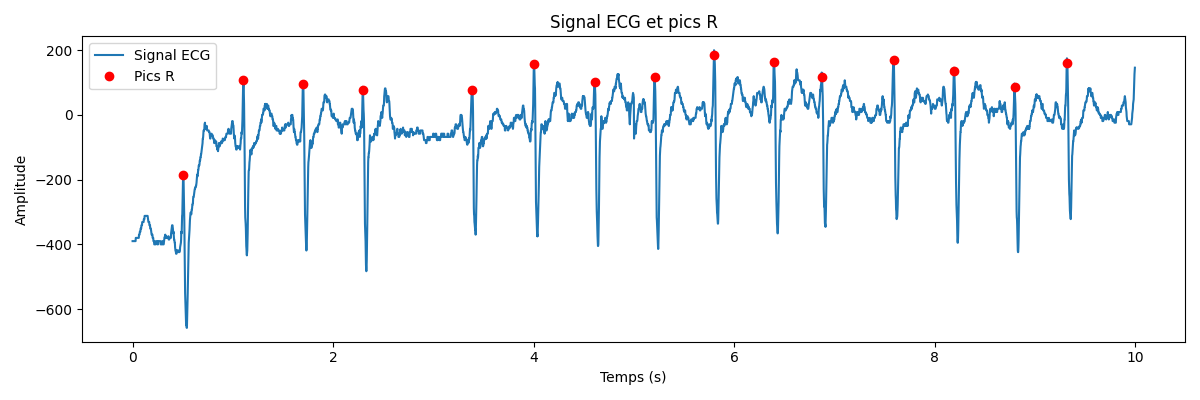 Signal ECG et pics R
Signal ECG
Pics R
200
0
−200
−400
−600
Amplitude
0 2 4 6 8 10
Temps (s)